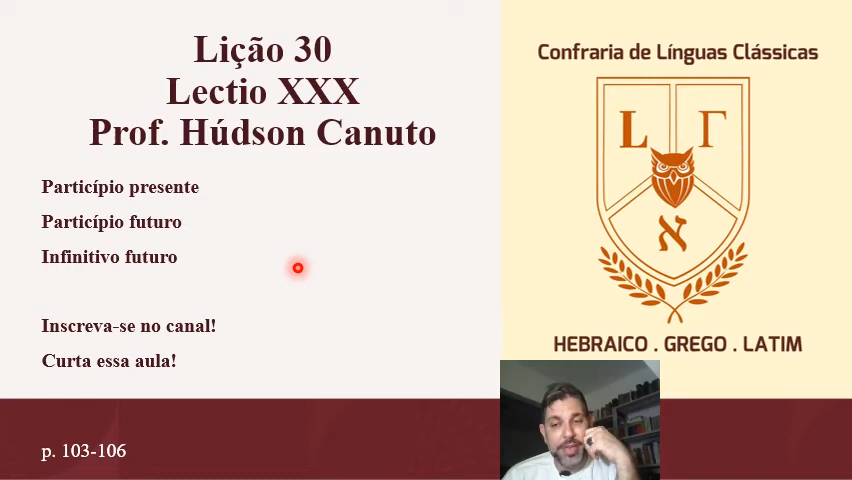 Lição 30
Lectio XXX
Prof. Húdson Canuto
Particípio presente
Particípio futuro
Infinitivo futuro
Inscreva-se no canal!
Curta essa aula!
p. 103-106
Confraria de Línguas Clássicas
L Γ
א
HEBRAICO . GREGO . LATIM